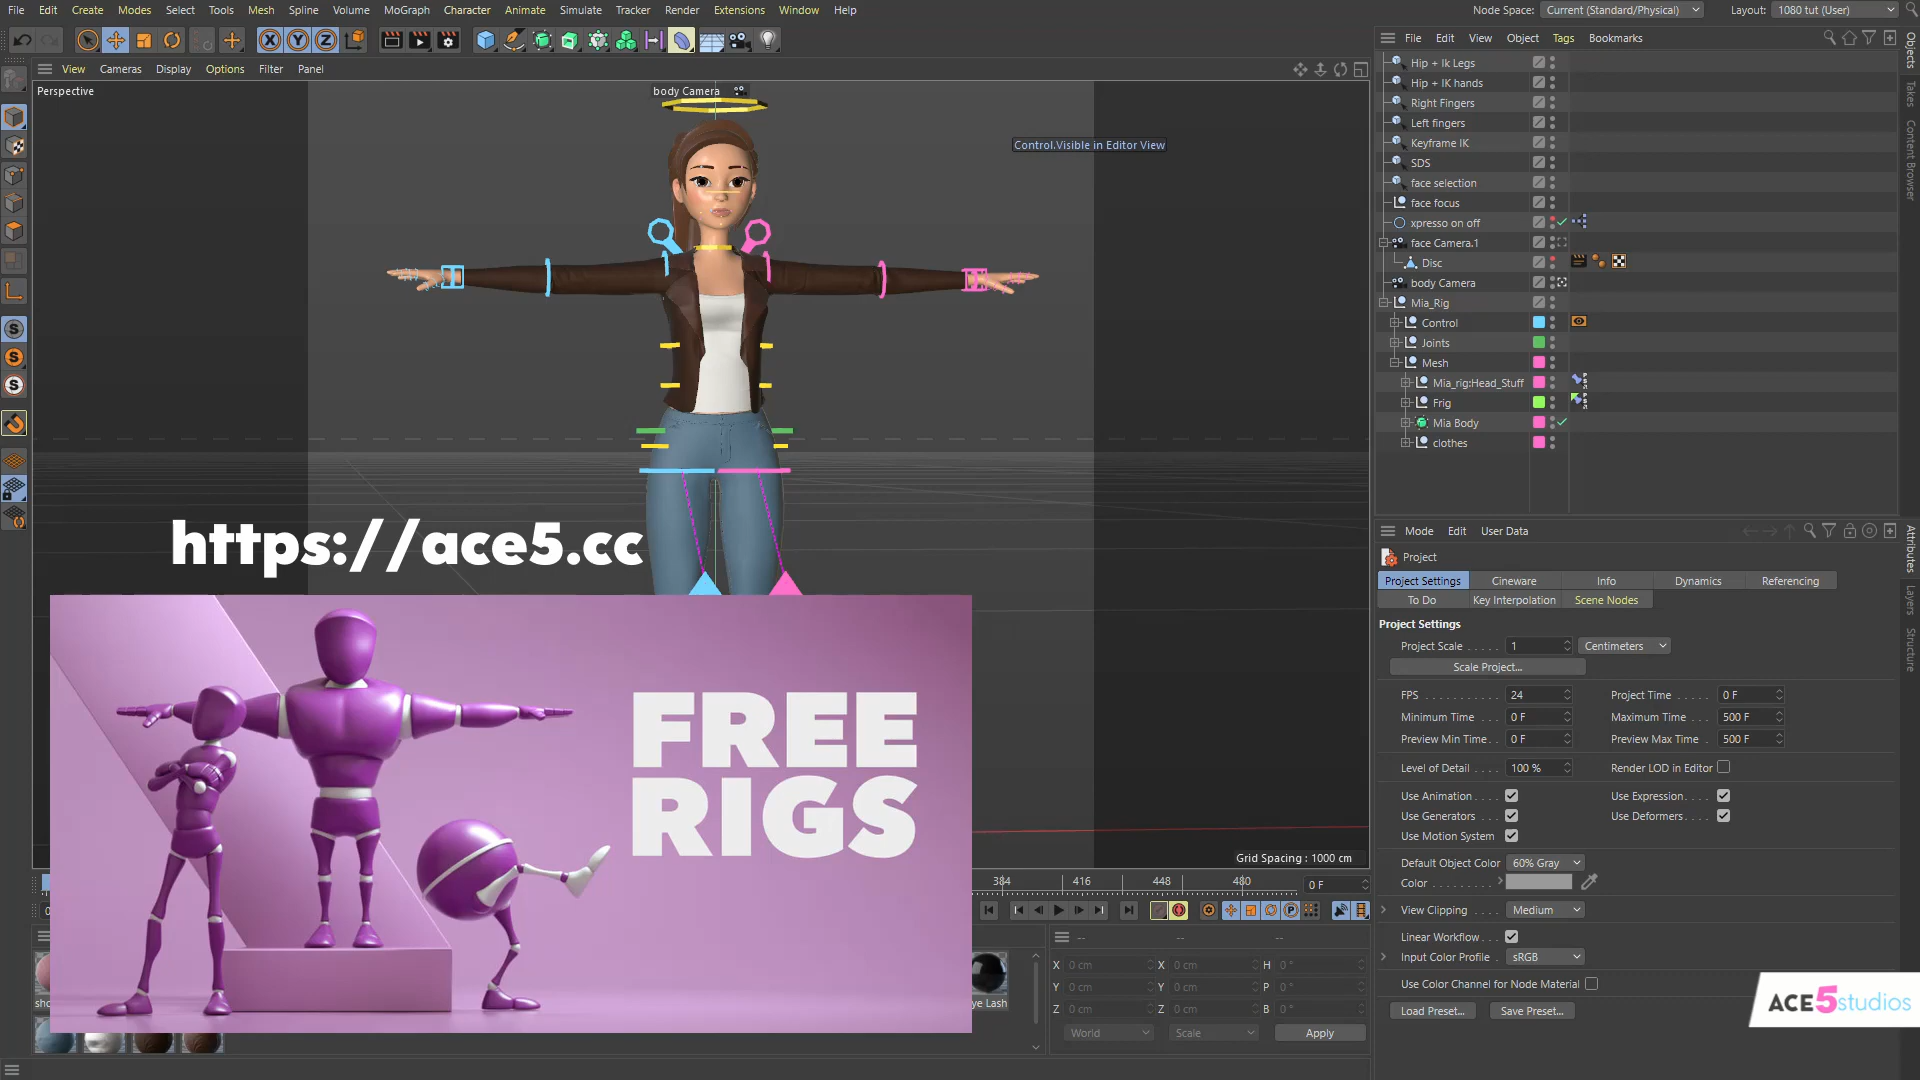 File Edit Create Modes Select Tools Mesh Spline Volume MoGraph Character Animate Simulate Tracker Render Extensions Window Help
Node Space: Current (Standard/Physical) Layout: 1080 tut (User)
View Cameras Display Options Filter Panel
Perspective
body Camera
Control.Visible in Editor View
https://ace5.cc
FREE
RIGS
Grid Spacing : 1000 cm
384 416 448 480 0 F
ye Lash
X 0 cm X 0 cm H 0 °
Y 0 cm Y 0 cm P 0 °
Z 0 cm Z 0 cm B 0 °
World Scale Apply
File Edit View Object Tags Bookmarks
Hip + Ik Legs
Hip + IK hands
Right Fingers
Left fingers
Keyframe IK
SDS
face selection
face focus
xpresso on off
face Camera.1
Disc
body Camera
Mia_Rig
Control
Joints
Mesh
Mia_rig:Head_Stuff
Frig
Mia Body
clothes
Objects
Takes
Content Browser
Mode Edit User Data
Project
Project Settings Cineware Info Dynamics Referencing
To Do Key Interpolation Scene Nodes
Project Settings
Project Scale 1 Centimeters
Scale Project...
FPS 24 Project Time 0 F
Minimum Time 0 F Maximum Time 500 F
Preview Min Time 0 F Preview Max Time 500 F
Level of Detail 100 % Render LOD in Editor
Use Animation Use Expression
Use Generators Use Deformers
Use Motion System
Default Object Color 60% Gray
Color
View Clipping Medium
Linear Workflow
Input Color Profile sRGB
Use Color Channel for Node Material
Load Preset... Save Preset...
Attributes
Layers
Structure
ACE5studios